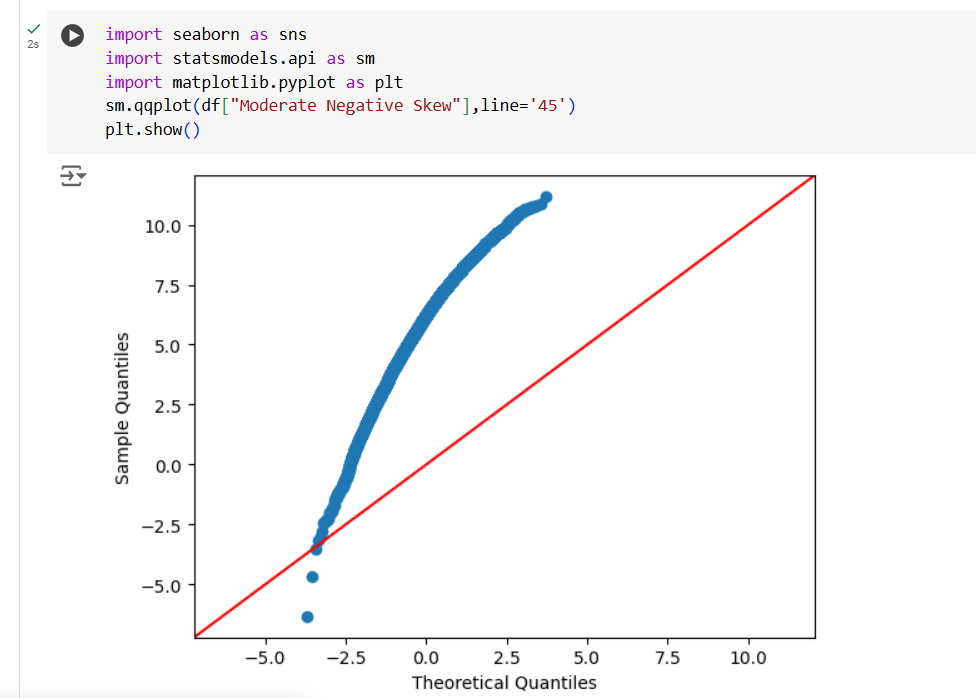 import seaborn as sns
2s
import statsmodels.api as sm
import matplotlib.pyplot as plt
sm.qqplot(df["Moderate Negative Skew"],line='45')
plt.show()
10.0
7.5
5.0
2.5
0.0
−2.5
−5.0
Sample Quantiles
−5.0 −2.5 0.0 2.5 5.0 7.5 10.0
Theoretical Quantiles